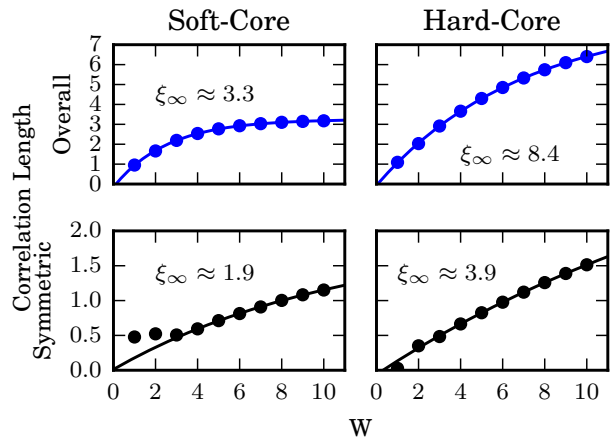 Soft-Core Hard-Core
Correlation Length
Overall
7
6
5
4
3
2
1
0
ξ∞ ≈ 3.3
ξ∞ ≈ 8.4
Symmetric
2.0
1.5
1.0
0.5
0.0
ξ∞ ≈ 1.9
ξ∞ ≈ 3.9
0 2 4 6 8 10 0 2 4 6 8 10
W